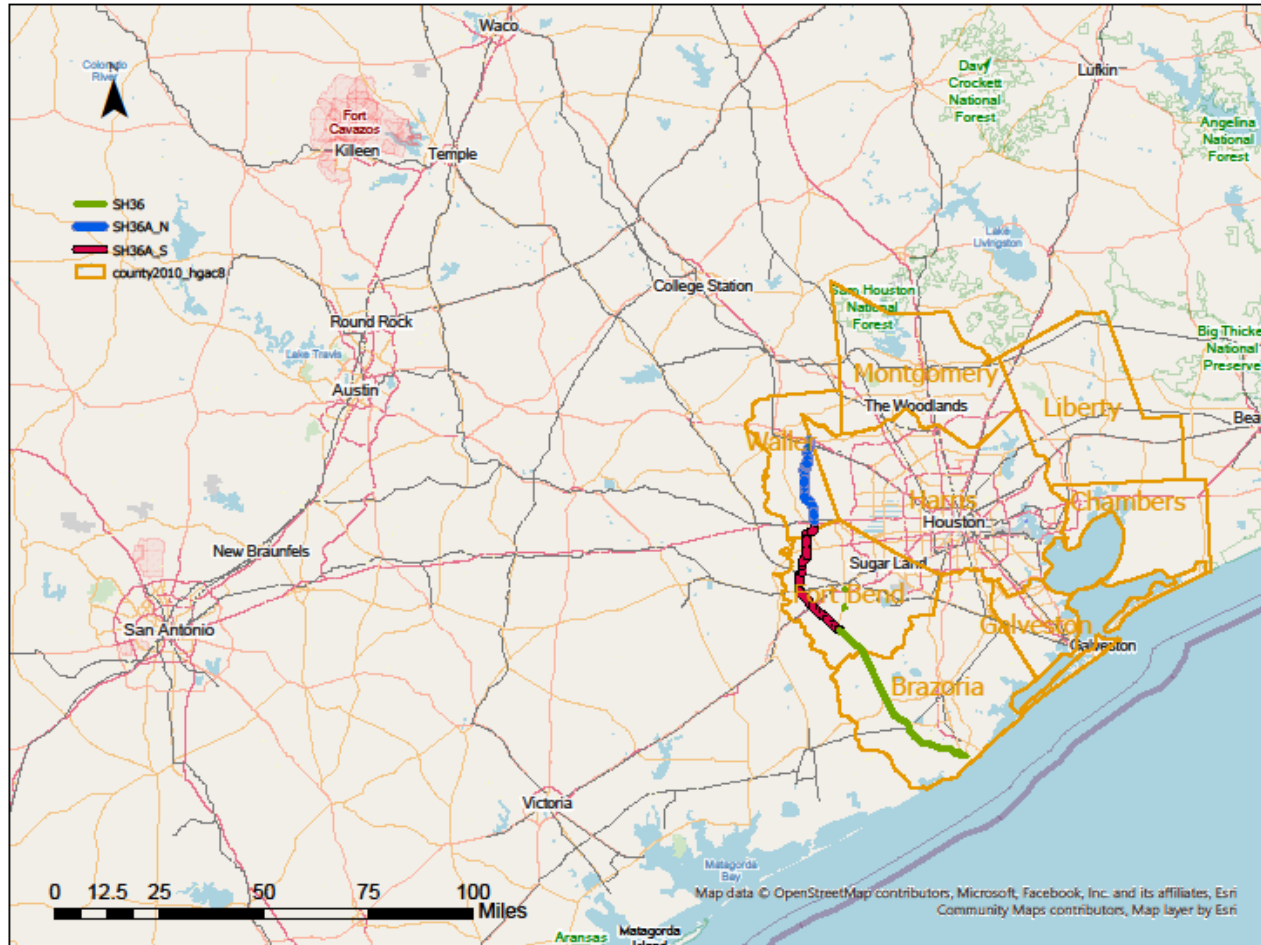 Waco
Colorado
River
N
Davy
Crockett
National
Forest
Lufkin
Angelina
National
Forest
Fort
Cavazos
Killeen
Temple
SH36
SH36A_N
SH36A_S
county2010_hgac8
Lake
Livingston
College Station
Sam Houston
National
Forest
Round Rock
Lake Travis
Austin
Big Thicke
National
Preserve
Montgomery
The Woodlands
Liberty
Bea
Waller
Harris
Houston
Chambers
New Braunfels
Sugar Land
Fort Bend
San Antonio
Galveston
Galveston
Brazoria
Victoria
Matagorda
Bay
0 12.5 25 50 75 100
Miles
Map data © OpenStreetMap contributors, Microsoft, Facebook, Inc. and its affiliates, Esri
Community Maps contributors, Map layer by Esri
Aransas
Matagorda